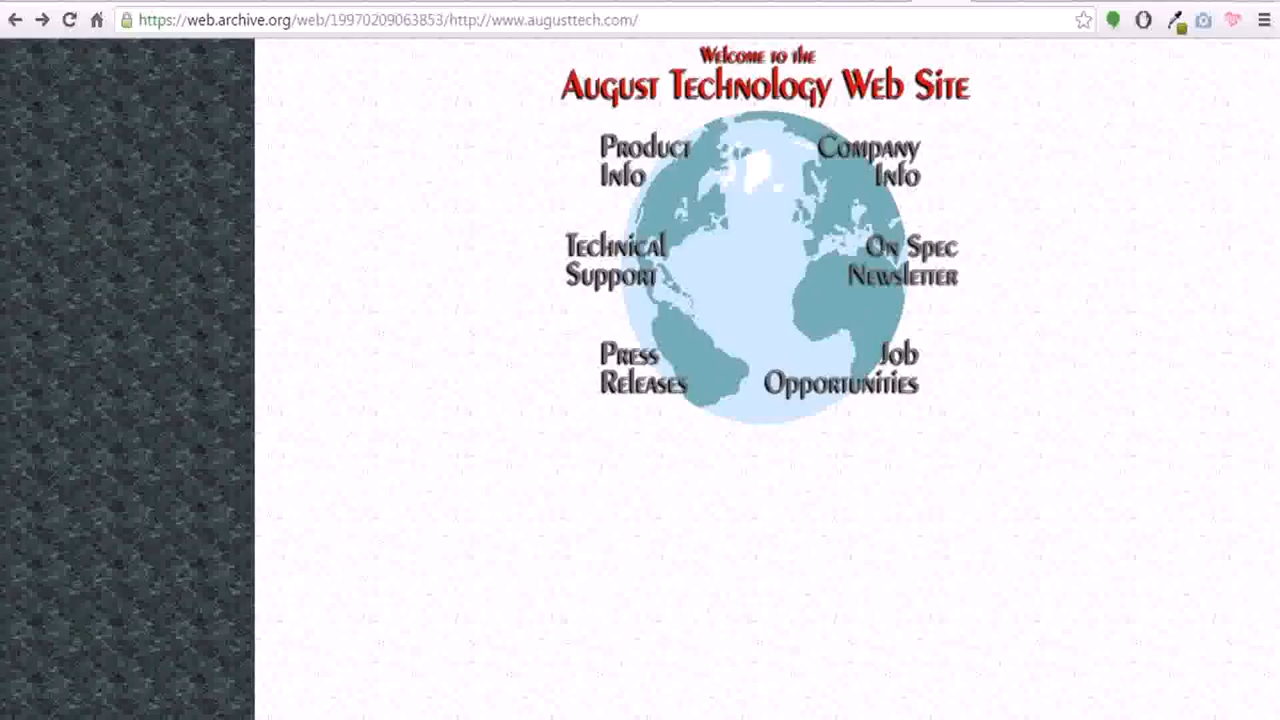 https://web.archive.org/web/19970209063853/http://www.augusttech.com/
Welcome to the
August Technology Web Site
Product
Info
Company
Info
Technical
Support
On Spec
Newsletter
Press
Releases
Job
Opportunities